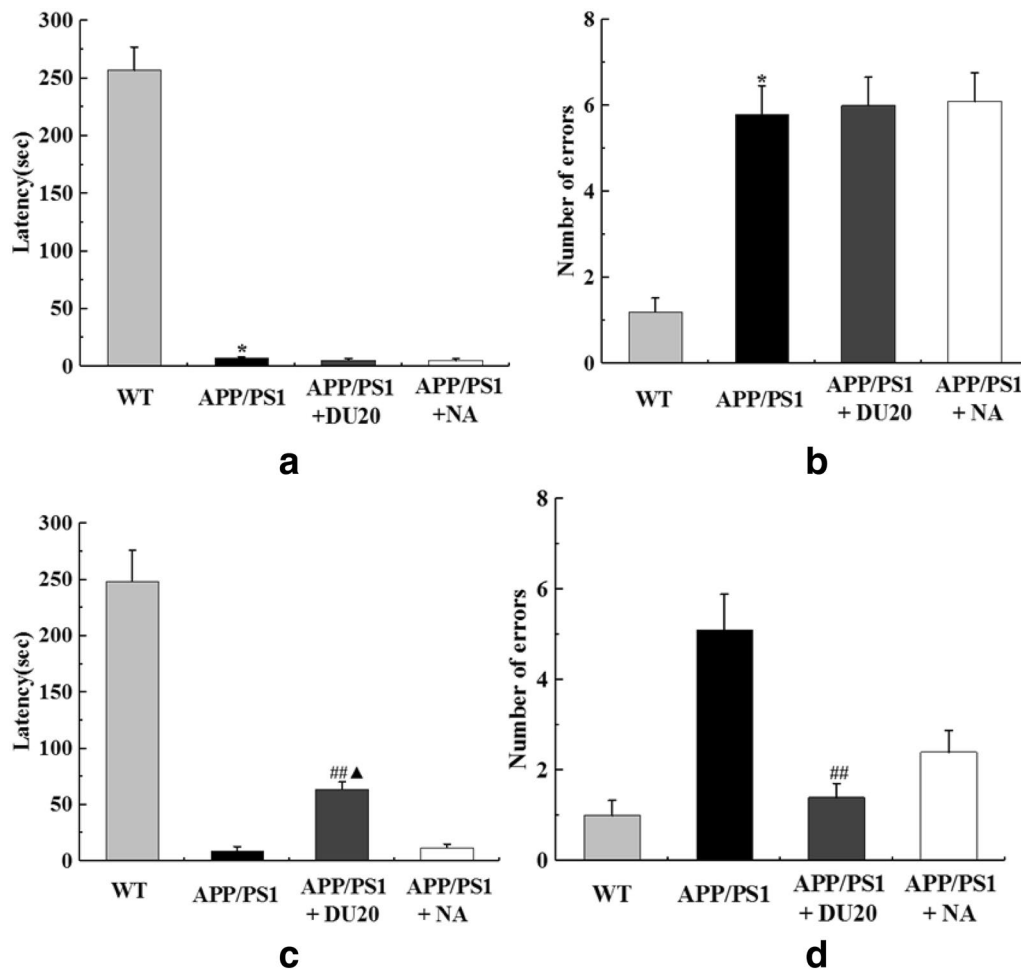 300
250
200
150
100
50
0
Latency(sec)
*
WT
APP/PS1
APP/PS1
+DU20
APP/PS1
+NA
a
8
6
4
2
0
Number of errors
*
WT
APP/PS1
APP/PS1
+ DU20
APP/PS1
+ NA
b
300
250
200
150
100
50
0
Latency(sec)
##▲
WT
APP/PS1
APP/PS1
+ DU20
APP/PS1
+ NA
c
8
6
4
2
0
Number of errors
##
WT
APP/PS1
APP/PS1
+ DU20
APP/PS1
+ NA
d